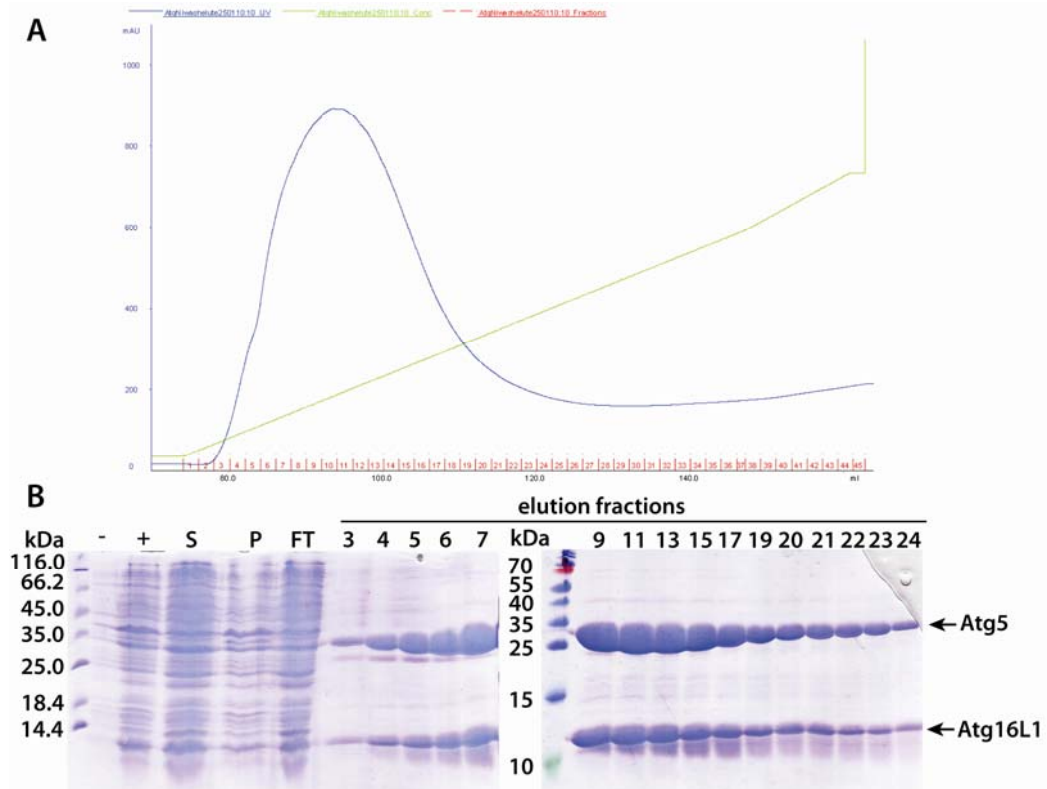 A
AtgNiwashelute250110:10_UV AtgNiwashelute250110:10_Conc AtgNiwashelute250110:10_Fractions
mAU
1000
800
600
400
200
0
2 3 4 5 6 7 8 9 10 11 12 13 14 15 16 17 18 19 20 21 22 23 24 25 26 27 28 29 30 31 32 33 34 35 36 37 38 39 40 41 42 43 44 45
80.0 100.0 120.0 140.0 ml
B
elution fractions
kDa - + S P FT 3 4 5 6 7 kDa 9 11 13 15 17 19 20 21 22 23 24
116.0
66.2
45.0
35.0
25.0
18.4
14.4
70
55
40
35
25
15
10
Atg5
Atg16L1